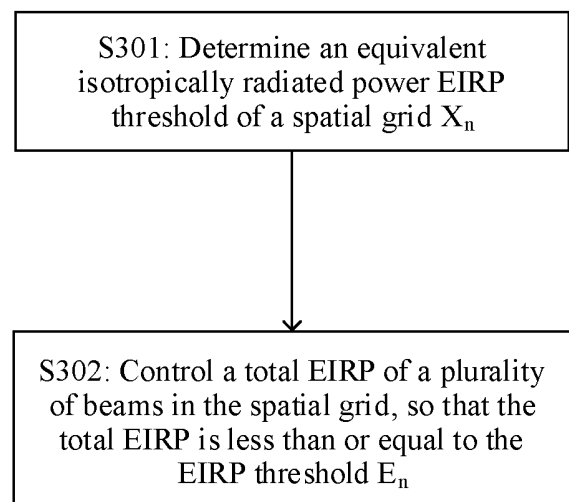 S301: Determine an equivalent
isotropically radiated power EIRP
threshold of a spatial grid Xₙ
S302: Control a total EIRP of a plurality
of beams in the spatial grid, so that the
total EIRP is less than or equal to the
EIRP threshold Eₙ